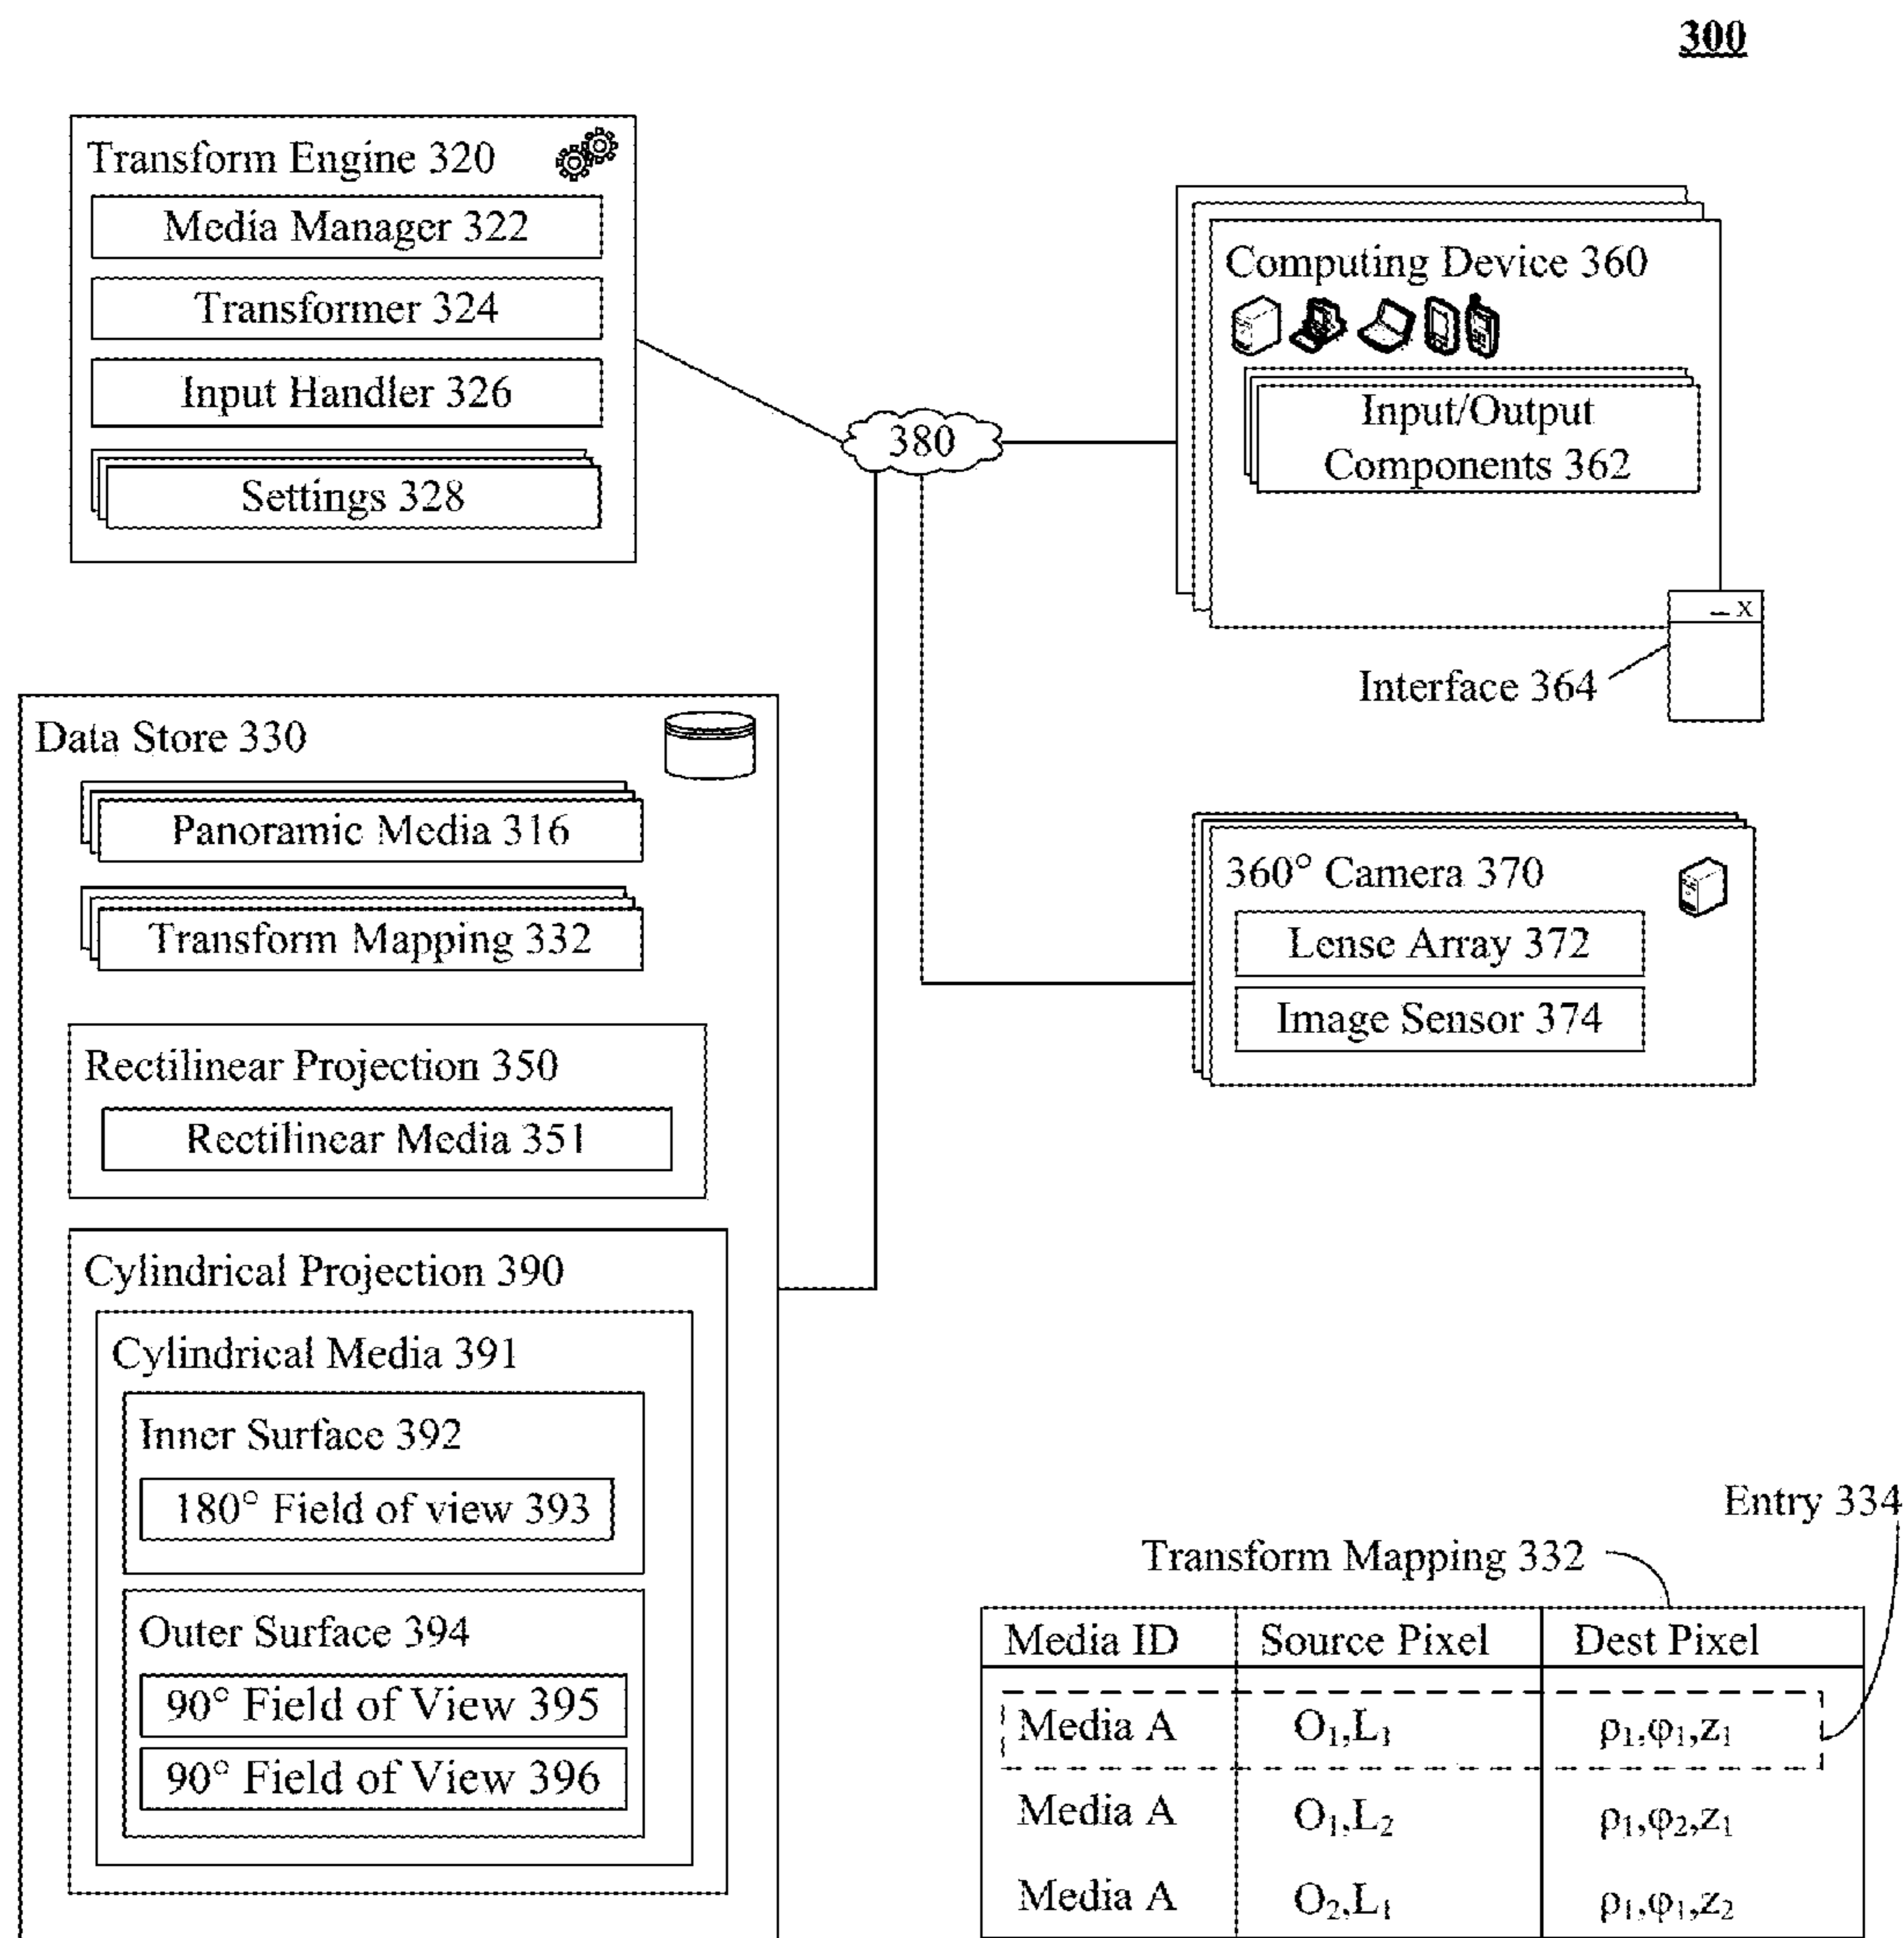 300
Transform Engine 320
Media Manager 322
Transformer 324
Input Handler 326
Settings 328
380
Computing Device 360
Input/Output
Components 362
– x
Interface 364
Data Store 330
Panoramic Media 316
Transform Mapping 332
Rectilinear Projection 350
Rectilinear Media 351
Cylindrical Projection 390
Cylindrical Media 391
Inner Surface 392
180° Field of view 393
Outer Surface 394
90° Field of View 395
90° Field of View 396
360° Camera 370
Lense Array 372
Image Sensor 374
Entry 334
Transform Mapping 332
Media ID Source Pixel Dest Pixel
Media A O₁,L₁ ρ₁,φ₁,z₁
Media A O₁,L₂ ρ₁,φ₂,z₁
Media A O₂,L₁ ρ₁,φ₁,z₂